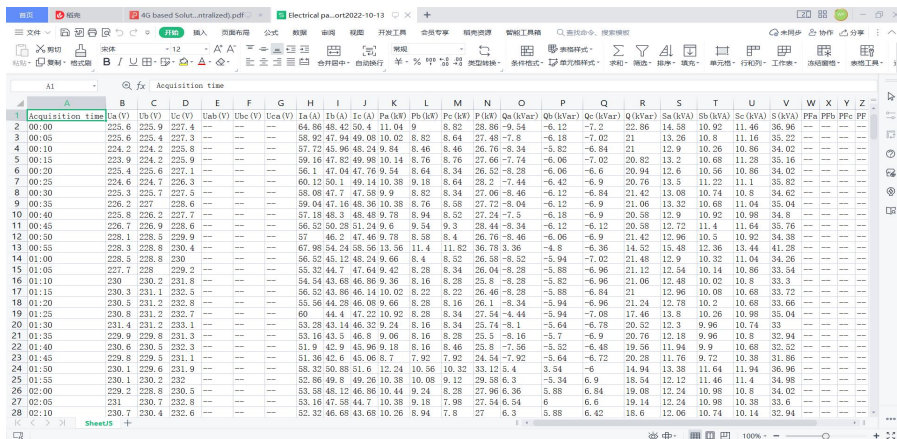 首页 稻壳 4G based Solut...ntralized).pdf Electrical pa...ort2022-10-13 +
三 文件 开始 插入 页面布局 公式 数据 审阅 视图 开发工具 会员专享 稻壳资源 智能工具箱 查找命令、搜索模板 未同步 协作 分享
剪切 宋体 12 A+ A- 常规 表格样式
粘贴 复制 格式刷 B I U A 合并居中 自动换行 ¥ % 类型转换 条件格式 单元格样式 求和 筛选 排序 填充 单元格 行和列 工作表 冻结窗格 表格工具
A1 fx Acquisition time
A B C D E F G H I J K L M N O P Q R S T U V W X Y Z
1 Acquisition time Ua(V) Ub(V) Uc(V) Uab(V) Ubc(V) Uca(V) Ia(A) Ib(A) Ic(A) Pa(kW) Pb(kW) Pc(kW) P(kW) Qa(kVar) Qb(kVar) Qc(kVar) Q(kVar) Sa(kVA) Sb(kVA) Sc(kVA) S(kVA) PFa PFb PFc PF
2 00:00 225.6 225.9 227.4 -- -- -- 64.86 48.42 50.4 11.04 9 8.82 28.86 -9.54 -6.12 -7.2 22.86 14.58 10.92 11.46 36.96 -- -- -- --
3 00:05 225.6 225.4 227.3 -- -- -- 58.92 47.94 49.08 10.02 8.82 8.64 27.48 -7.8 -6.18 -7.02 21 13.26 10.8 11.16 35.22 -- -- -- --
4 00:10 224.2 224.2 225.8 -- -- -- 57.72 45.96 48.24 9.84 8.46 8.46 26.76 -8.34 -5.82 -6.84 21 12.9 10.26 10.86 34.02 -- -- -- --
5 00:15 223.9 224.2 225.9 -- -- -- 59.16 47.82 49.98 10.14 8.76 8.76 27.66 -7.74 -6.06 -7.02 20.82 13.2 10.68 11.28 35.16 -- -- -- --
6 00:20 225.4 225.6 227.1 -- -- -- 56.1 47.04 47.76 9.54 8.64 8.34 26.52 -8.28 -6.06 -6.6 20.94 12.6 10.56 10.86 34.02 -- -- -- --
7 00:25 224.6 224.7 226.3 -- -- -- 60.12 50.1 49.14 10.38 9.18 8.64 28.2 -7.44 -6.42 -6.9 20.76 13.5 11.22 11.1 35.82 -- -- -- --
8 00:30 225.3 225.7 227.5 -- -- -- 58.08 47.7 47.58 9.9 8.82 8.34 27.06 -8.46 -6.12 -6.84 21.42 13.08 10.74 10.8 34.62 -- -- -- --
9 00:35 226.2 227 228.6 -- -- -- 59.04 47.16 48.36 10.38 8.76 8.58 27.72 -8.04 -6.12 -6.9 21.06 13.32 10.68 11.04 35.04 -- -- -- --
10 00:40 225.8 226.2 227.7 -- -- -- 57.18 48.3 48.48 9.78 8.94 8.52 27.24 -7.5 -6.18 -6.9 20.58 12.9 10.92 10.98 34.8 -- -- -- --
11 00:45 226.7 226.9 228.6 -- -- -- 56.52 50.28 51.24 9.6 9.54 9.3 28.44 -8.34 -6.12 -6.12 20.58 12.72 11.4 11.64 35.76 -- -- -- --
12 00:50 228.1 228.5 229.9 -- -- -- 57 46.2 47.46 9.78 8.58 8.4 26.76 -8.46 -6.06 -6.9 21.42 12.96 10.5 10.92 34.38 -- -- -- --
13 00:55 228.3 228.8 230.4 -- -- -- 67.98 54.24 58.56 13.56 11.4 11.82 36.78 3.36 -4.8 -6.36 14.52 15.48 12.36 13.44 41.28 -- -- -- --
14 01:00 228.5 228.8 230 -- -- -- 56.52 45.12 48.24 9.66 8.4 8.52 26.58 -8.52 -5.94 -7.02 21.48 12.9 10.32 11.04 34.26 -- -- -- --
15 01:05 227.7 228 229.2 -- -- -- 55.32 44.7 47.64 9.42 8.28 8.34 26.04 -8.28 -5.88 -6.96 21.12 12.54 10.14 10.86 33.54 -- -- -- --
16 01:10 230 230.2 231.8 -- -- -- 54.54 43.68 46.86 9.36 8.16 8.28 25.8 -8.28 -5.82 -6.96 21.06 12.48 10.02 10.8 33.3 -- -- -- --
17 01:15 230.3 231.1 232.5 -- -- -- 56.52 43.86 46.14 10.02 8.22 8.22 26.46 -8.28 -5.88 -6.84 21 12.96 10.08 10.68 33.72 -- -- -- --
18 01:20 230.5 231.2 232.8 -- -- -- 55.56 44.28 46.08 9.66 8.28 8.16 26.1 -8.34 -5.94 -6.96 21.24 12.78 10.2 10.68 33.66 -- -- -- --
19 01:25 230.8 231.2 232.7 -- -- -- 60 44.4 47.22 10.92 8.28 8.34 27.54 -4.44 -5.94 -7.08 17.46 13.8 10.26 10.98 35.04 -- -- -- --
20 01:30 231.4 231.2 233.1 -- -- -- 53.28 43.14 46.32 9.24 8.16 8.34 25.74 -8.1 -5.64 -6.78 20.52 12.3 9.96 10.74 33 -- -- -- --
21 01:35 229.9 229.8 231.3 -- -- -- 53.16 43.5 46.8 9.06 8.16 8.28 25.5 -8.16 -5.7 -6.9 20.76 12.18 9.96 10.8 32.94 -- -- -- --
22 01:40 230.6 230.5 232.3 -- -- -- 51.9 42.9 45.96 9.18 8.16 8.46 25.8 -7.56 -5.52 -6.48 19.56 11.94 9.9 10.68 32.52 -- -- -- --
23 01:45 229.8 229.5 231.1 -- -- -- 51.36 42.6 45.06 8.7 7.92 7.92 24.54 -7.92 -5.64 -6.72 20.28 11.76 9.72 10.38 31.86 -- -- -- --
24 01:50 230.1 229.6 231.9 -- -- -- 58.32 50.88 51.6 12.24 10.56 10.32 33.12 5.4 3.54 -6 14.94 13.38 11.64 11.94 36.96 -- -- -- --
25 01:55 230.1 230.2 232 -- -- -- 52.86 49.8 49.26 10.38 10.08 9.12 29.58 6.3 -5.34 6.9 18.54 12.12 11.46 11.4 34.98 -- -- -- --
26 02:00 229.2 228.8 230.5 -- -- -- 53.58 48.12 46.86 10.44 9.24 8.28 27.96 6.36 5.88 6.84 19.08 12.24 10.98 10.8 34.02 -- -- -- --
27 02:05 231 230.7 232.8 -- -- -- 53.16 47.58 44.7 10.38 9.18 7.98 27.54 6.54 6 6.6 19.14 12.24 10.98 10.38 33.6 -- -- -- --
28 02:10 230.7 230.4 232.6 -- -- -- 52.32 46.68 43.68 10.26 8.94 7.8 27 6.3 5.88 6.42 18.6 12.06 10.74 10.14 32.94 -- -- -- --
SheetJS +
100%